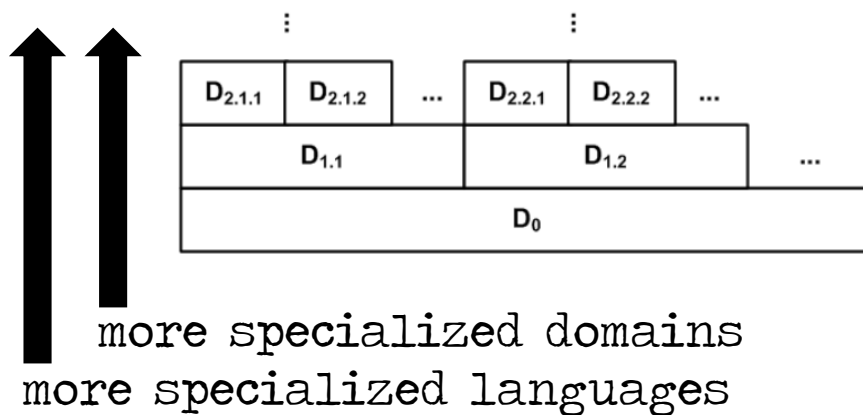 ⋮ ⋮
D2.1.1 D2.1.2 ... D2.2.1 D2.2.2 ...
D1.1 D1.2 ...
D0
more specialized domains
more specialized languages